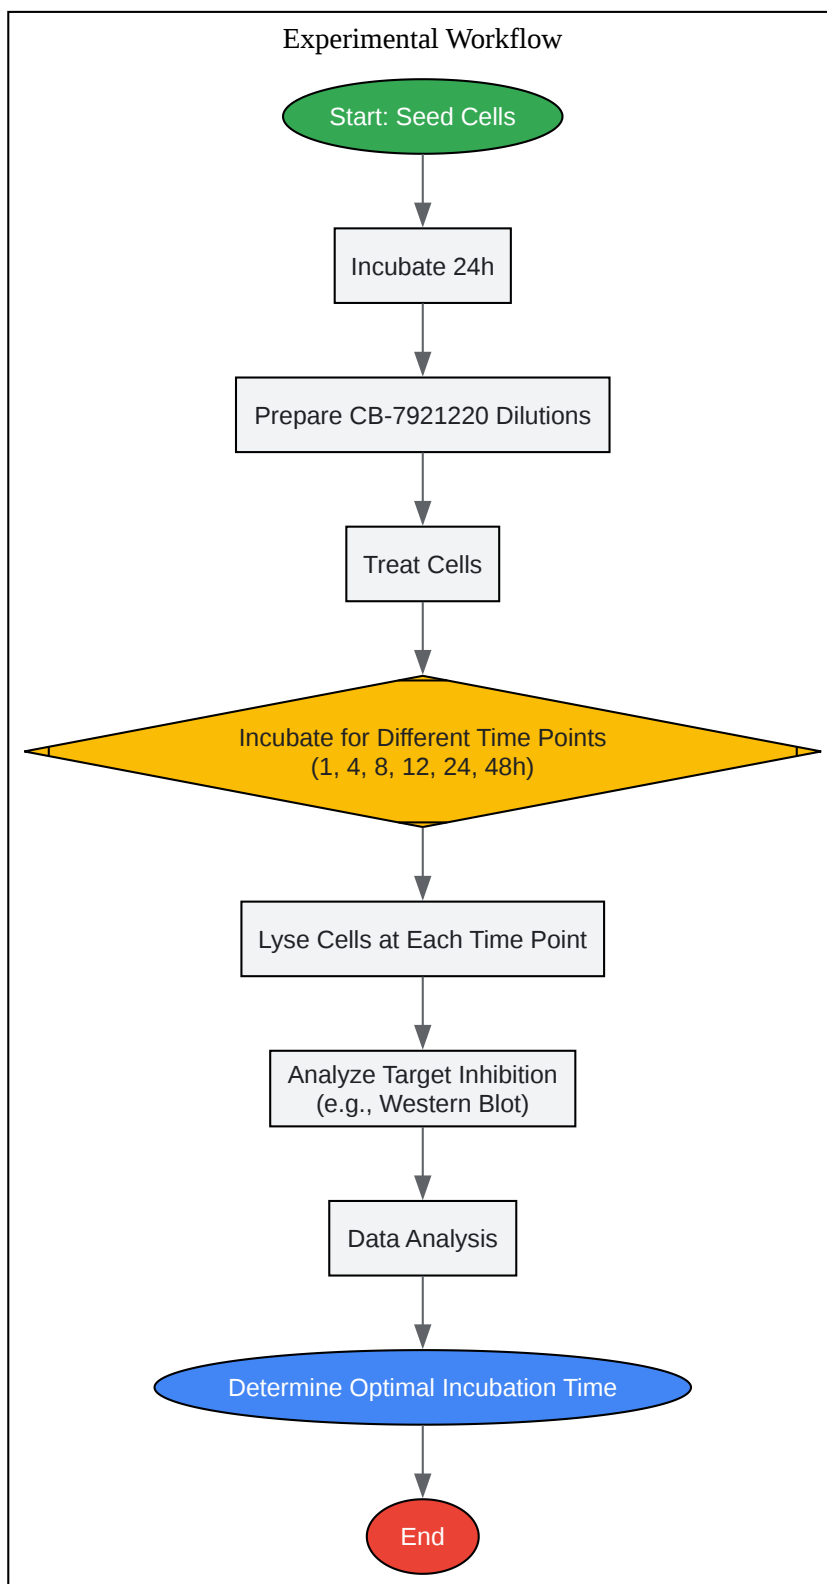 Experimental Workflow
Start: Seed Cells
Incubate 24h
Prepare CB-7921220 Dilutions
Treat Cells
Incubate for Different Time Points
(1, 4, 8, 12, 24, 48h)
Lyse Cells at Each Time Point
Analyze Target Inhibition
(e.g., Western Blot)
Data Analysis
Determine Optimal Incubation Time
End